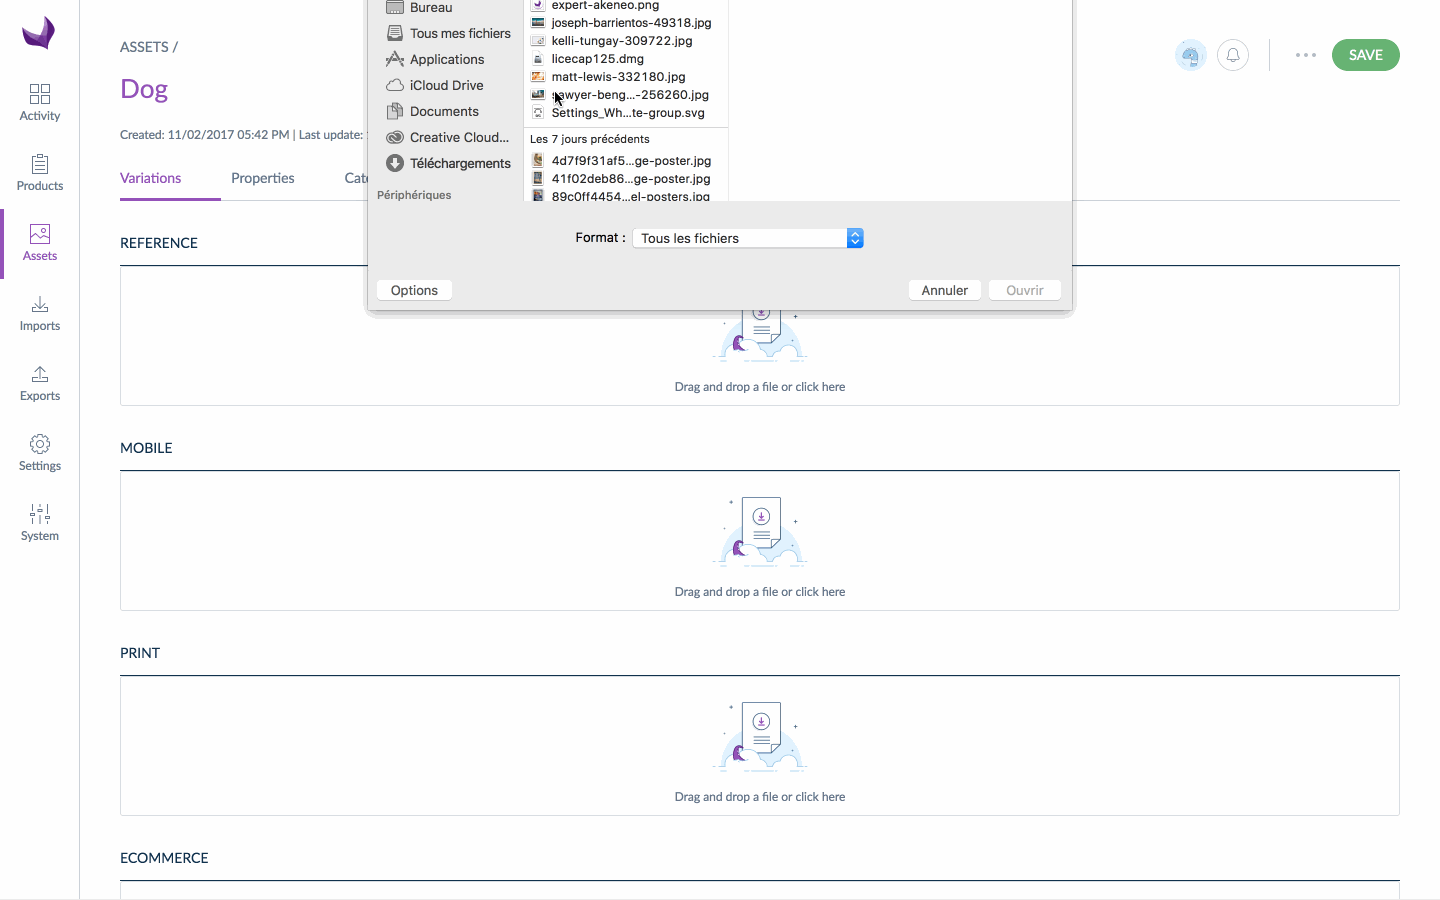 Activity
Products
Assets
Imports
Exports
Settings
System
ASSETS /
Dog
Created: 11/02/2017 05:42 PM | Last update:
SAVE
Variations
Properties
REFERENCE
Bureau
Tous mes fichiers
Applications
iCloud Drive
Documents
Creative Cloud...
Téléchargements
Périphériques
expert-akeneo.png
joseph-barrientos-49318.jpg
kelli-tungay-309722.jpg
licecap125.dmg
matt-lewis-332180.jpg
sawyer-beng...-256260.jpg
Settings_Wh...te-group.svg
Les 7 jours précédents
4d7f9f31af5...ge-poster.jpg
41f02deb86...ge-poster.jpg
89c0ff4454...el-posters.jpg
Format :
Tous les fichiers
Options
Annuler
Ouvrir
Drag and drop a file or click here
MOBILE
Drag and drop a file or click here
PRINT
Drag and drop a file or click here
ECOMMERCE